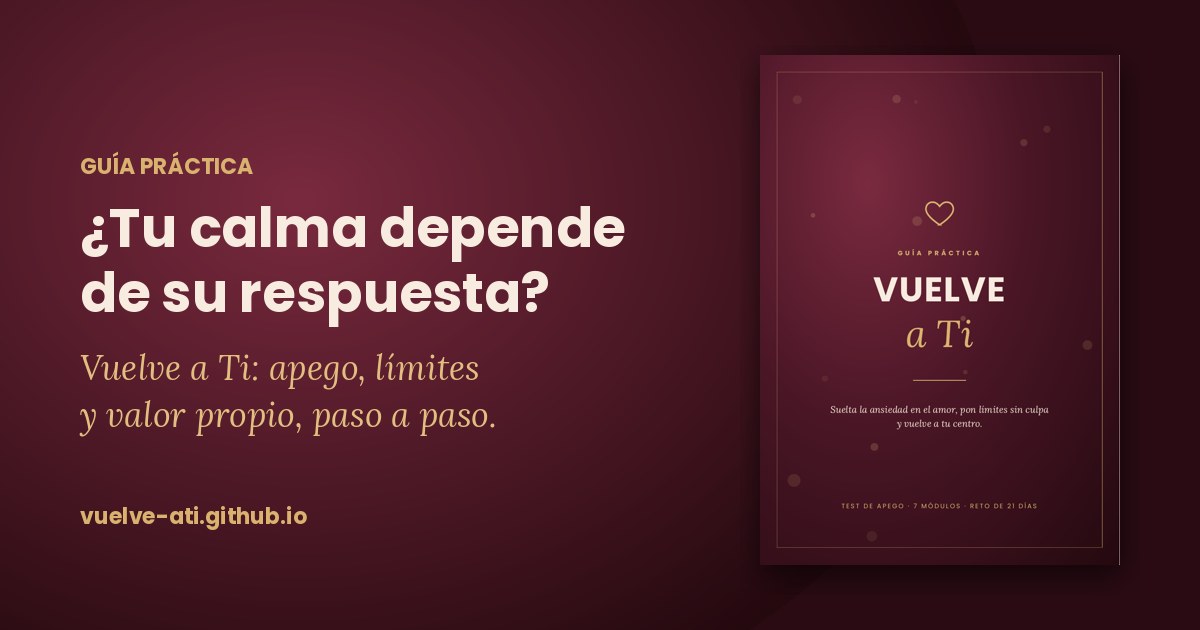 GUÍA PRÁCTICA
¿Tu calma depende
de su respuesta?
Vuelve a Ti: apego, límites
y valor propio, paso a paso.
vuelve-ati.github.io
GUÍA PRÁCTICA
VUELVE
a Ti
Suelta la ansiedad en el amor, pon límites sin culpa
y vuelve a tu centro.
TEST DE APEGO · 7 MÓDULOS · RETO DE 21 DÍAS